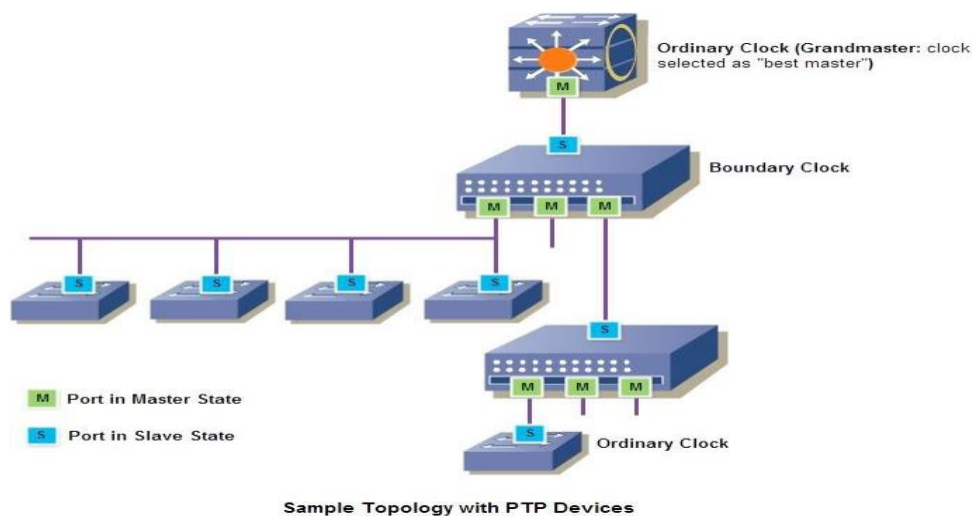 Ordinary Clock (Grandmaster: clock
selected as "best master")
M
S
Boundary Clock
M M M
S S S S
S
M Port in Master State
M M M
S Port in Slave State
S
Ordinary Clock
Sample Topology with PTP Devices